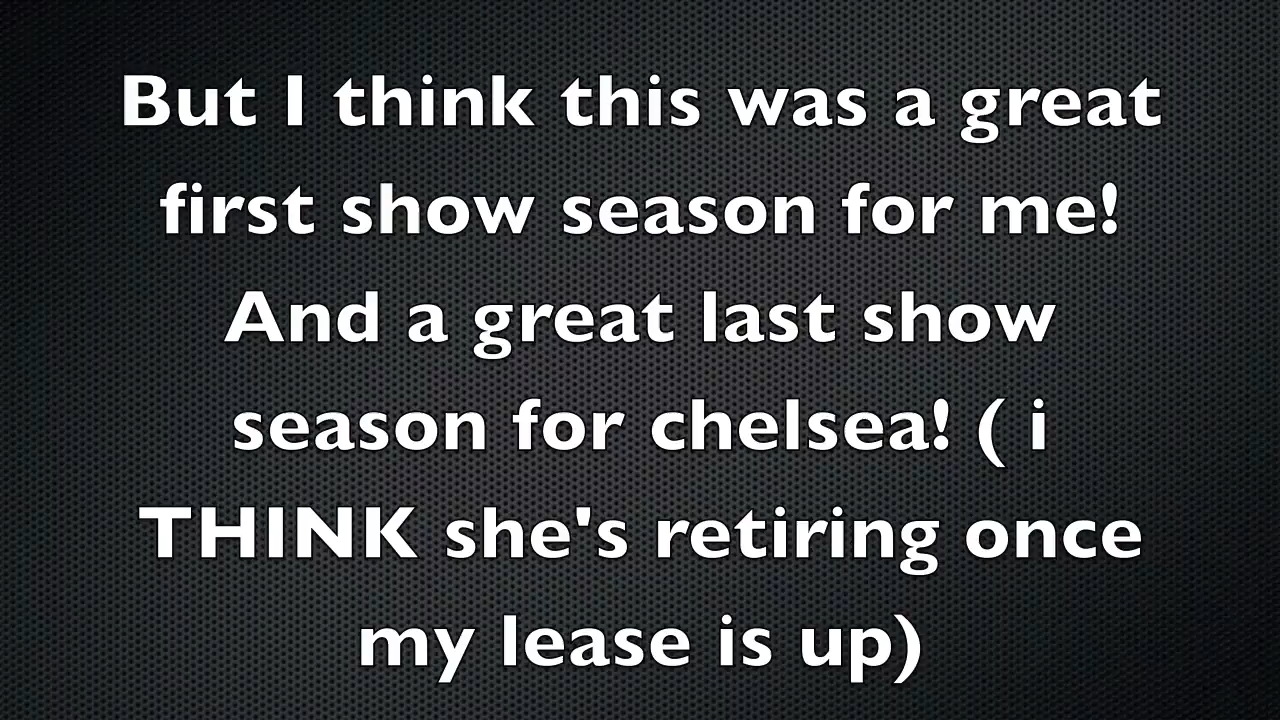 But I think this was a great
first show season for me!
And a great last show
season for chelsea! ( i
THINK she's retiring once
my lease is up)